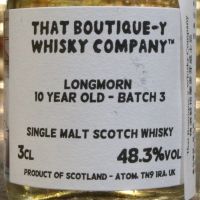 THAT BOUTIQUE-Y
WHISKY COMPANY™
LONGMORN
10 YEAR OLD - BATCH 3
SINGLE MALT SCOTCH WHISKY
3CL
48.3%VOL
PRODUCT OF SCOTLAND - ATOM. TN9 1RA. UK